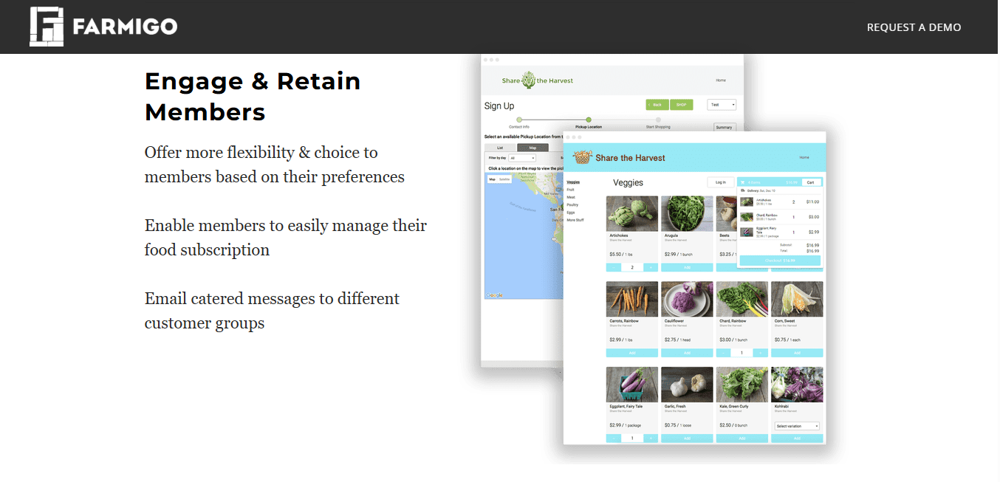 FARMIGO
REQUEST A DEMO
Engage & Retain
Members
Offer more flexibility & choice to
members based on their preferences
Enable members to easily manage their
food subscription
Email catered messages to different
customer groups
Share the Harvest
Home
Sign Up
Back
SHOP
Test
Contact Info
Pickup Location
Start Shopping
Summary
Select an available Pickup Location from
List
Map
Filter by day
All
Click a location on the map to view the
Map
Satellite
Google
Share the Harvest
Home
Veggies
Fruit
Meat
Poultry
Eggs
More Stuff
Veggies
Log In
Cart
Delivery: Sun, Dec. 10
Artichokes
$5.50 / 1 lbs
2
$11.00
Chard, Rainbow
$3.00 / 1 bunch
1
$3.00
Eggplant, Fairy
Tale
$2.99 / 1 package
1
$2.99
Subtotal:
$16.99
Total:
$16.99
Checkout $16.99
Artichokes
Share the Harvest
$5.50 / 1 lbs
- 2 +
Arugula
Share the Harvest
$2.99 / 1 bunch
Add
Beets
Share the Harvest
$3.25 /
Carrots, Rainbow
Share the Harvest
$2.99 / 1 lbs
Add
Cauliflower
Share the Harvest
$2.75 / 1 head
Add
Chard, Rainbow
Share the Harvest
$3.00 / 1 bunch
- 1 +
Corn, Sweet
Share the Harvest
$0.75 / 1 each
Add
Eggplant, Fairy Tale
Share the Harvest
$2.99 / 1 package
- 1 +
Garlic, Fresh
Share the Harvest
$0.75 / 1 loose
Add
Kale, Green Curly
Share the Harvest
$2.50 / 0 bunch
Add
Kohlrabi
Share the Harvest
Select variation
Add